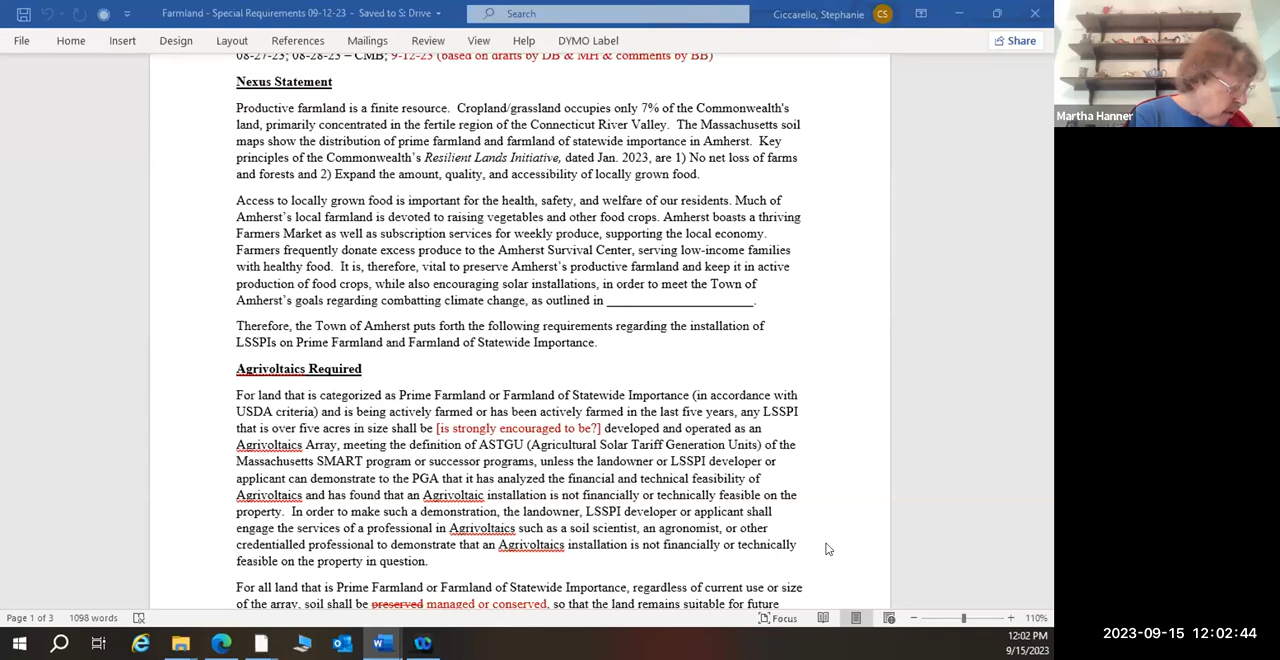 Farmland - Special Requirements 09-12-23 - Saved to S: Drive
Search
Ciccarello, Stephanie
CS
File Home Insert Design Layout References Mailings Review View Help DYMO Label
Share
08-27-23; 08-28-23 – CMB; 9-12-23 (based on drafts by DB & MH & comments by BB)
Nexus Statement
Productive farmland is a finite resource. Cropland/grassland occupies only 7% of the Commonwealth's
land, primarily concentrated in the fertile region of the Connecticut River Valley. The Massachusetts soil
maps show the distribution of prime farmland and farmland of statewide importance in Amherst. Key
principles of the Commonwealth's Resilient Lands Initiative, dated Jan. 2023, are 1) No net loss of farms
and forests and 2) Expand the amount, quality, and accessibility of locally grown food.
Access to locally grown food is important for the health, safety, and welfare of our residents. Much of
Amherst's local farmland is devoted to raising vegetables and other food crops. Amherst boasts a thriving
Farmers Market as well as subscription services for weekly produce, supporting the local economy.
Farmers frequently donate excess produce to the Amherst Survival Center, serving low-income families
with healthy food. It is, therefore, vital to preserve Amherst's productive farmland and keep it in active
production of food crops, while also encouraging solar installations, in order to meet the Town of
Amherst's goals regarding combatting climate change, as outlined in ______________________.
Therefore, the Town of Amherst puts forth the following requirements regarding the installation of
LSSPIs on Prime Farmland and Farmland of Statewide Importance.
Agrivoltaics Required
For land that is categorized as Prime Farmland or Farmland of Statewide Importance (in accordance with
USDA criteria) and is being actively farmed or has been actively farmed in the last five years, any LSSPI
that is over five acres in size shall be [is strongly encouraged to be?] developed and operated as an
Agrivoltaics Array, meeting the definition of ASTGU (Agricultural Solar Tariff Generation Units) of the
Massachusetts SMART program or successor programs, unless the landowner or LSSPI developer or
applicant can demonstrate to the PGA that it has analyzed the financial and technical feasibility of
Agrivoltaics and has found that an Agrivoltaic installation is not financially or technically feasible on the
property. In order to make such a demonstration, the landowner, LSSPI developer or applicant shall
engage the services of a professional in Agrivoltaics such as a soil scientist, an agronomist, or other
credentialled professional to demonstrate that an Agrivoltaics installation is not financially or technically
feasible on the property in question.
For all land that is Prime Farmland or Farmland of Statewide Importance, regardless of current use or size
of the array, soil shall be preserved managed or conserved, so that the land remains suitable for future
Page 1 of 3 1098 words
Focus
110%
12:02 PM
9/15/2023
Martha Hanner
2023-09-15 12:02:44